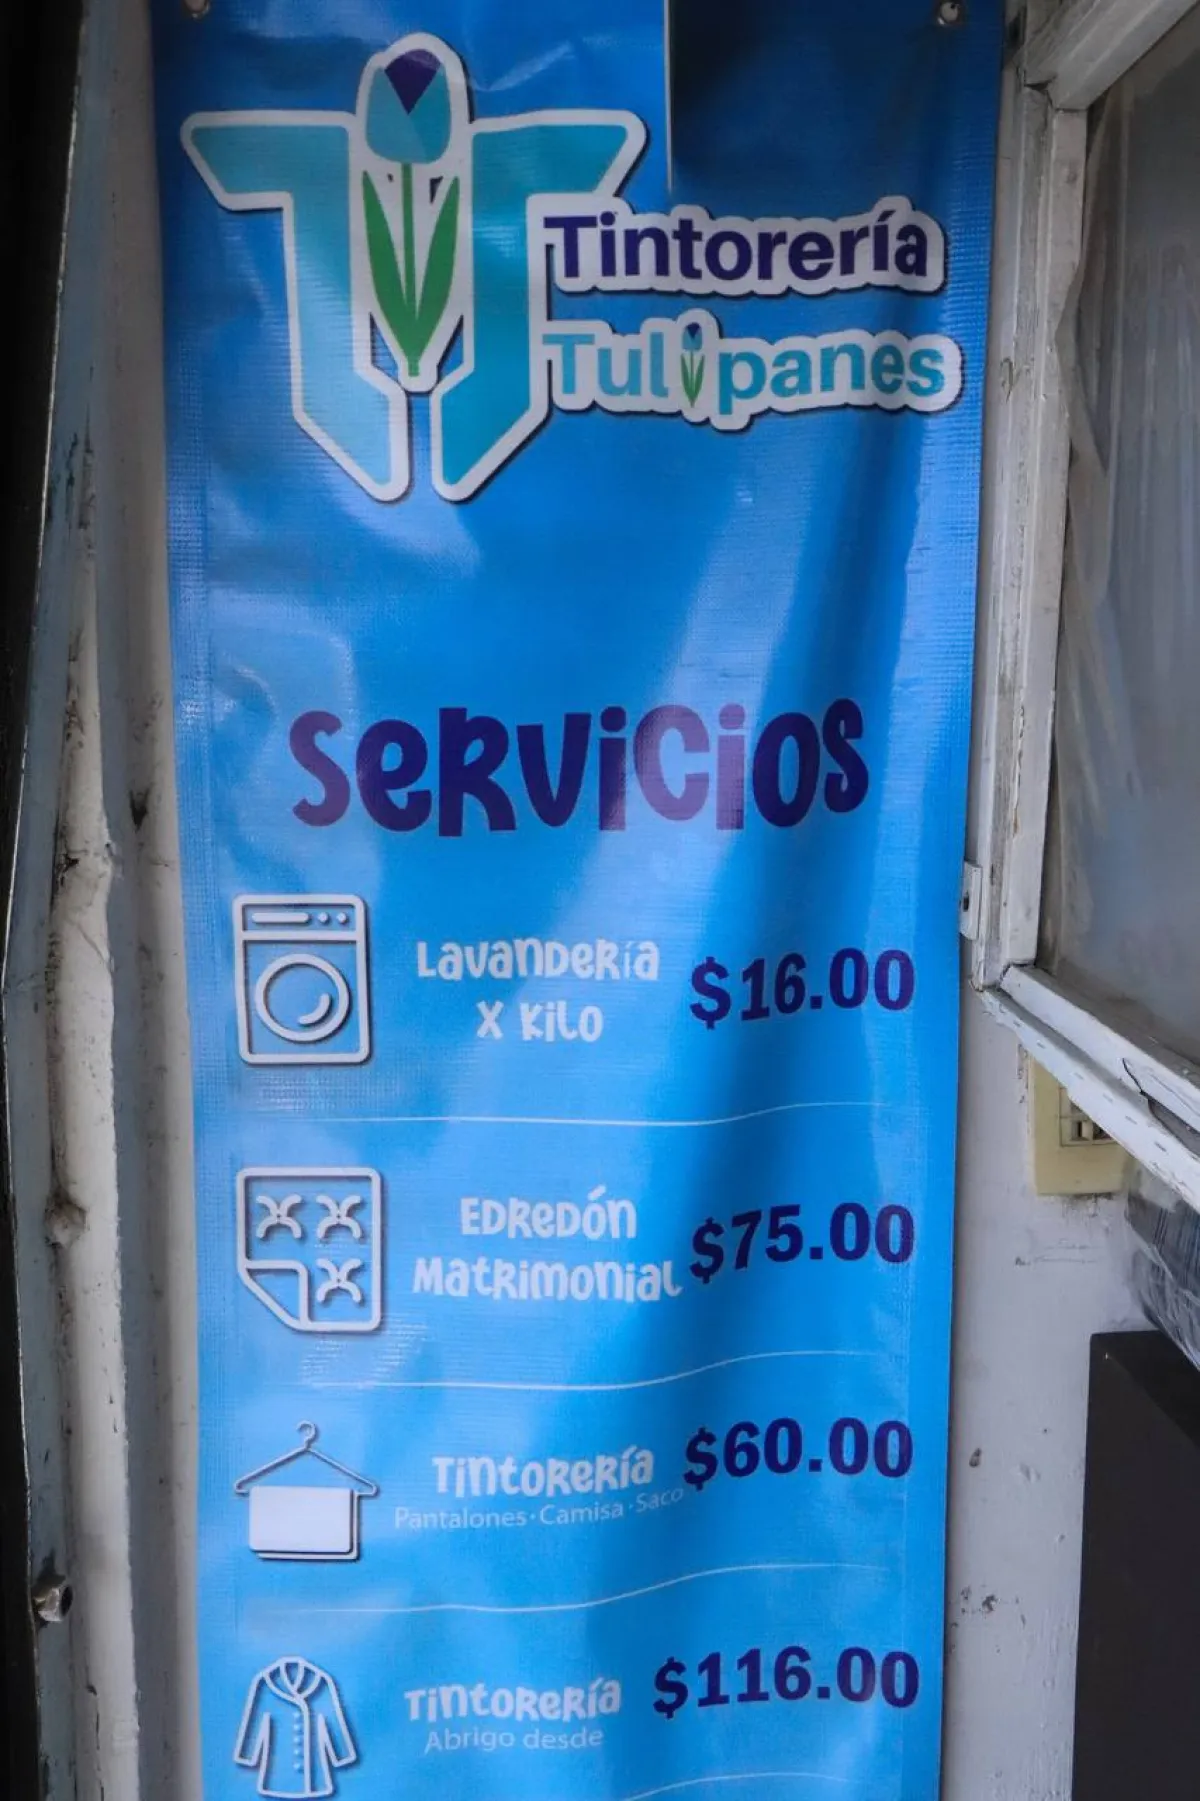 Tintorería
Tulipanes
Servicios
Lavandería
x Kilo
$16.00
Edredón
Matrimonial
$75.00
Tintorería
Pantalones·Camisa·Saco
$60.00
Tintorería
Abrigo desde
$116.00